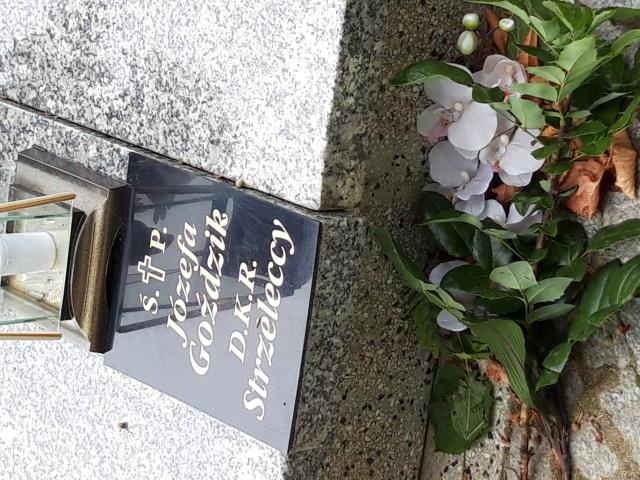 Ś.✝P.
Józefa
Goździk
D.K.R.
Strzeleccy